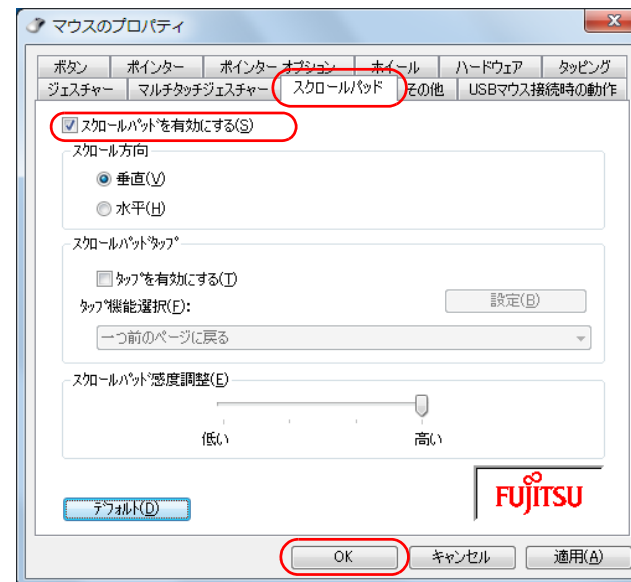 マウスのプロパティ
ボタン ポインター ポインター オプション ホイール ハードウェア タッピング
ジェスチャー マルチタッチジェスチャー スクロールパッド その他 USBマウス接続時の動作
スクロールパッドを有効にする(S)
スクロール方向
垂直(V)
水平(H)
スクロールパッドタップ
タップを有効にする(T)
タップ機能選択(F):
設定(B)
一つ前のページに戻る
スクロールパッド感度調整(E)
低い 高い
FUJITSU
デフォルト(D)
OK キャンセル 適用(A)